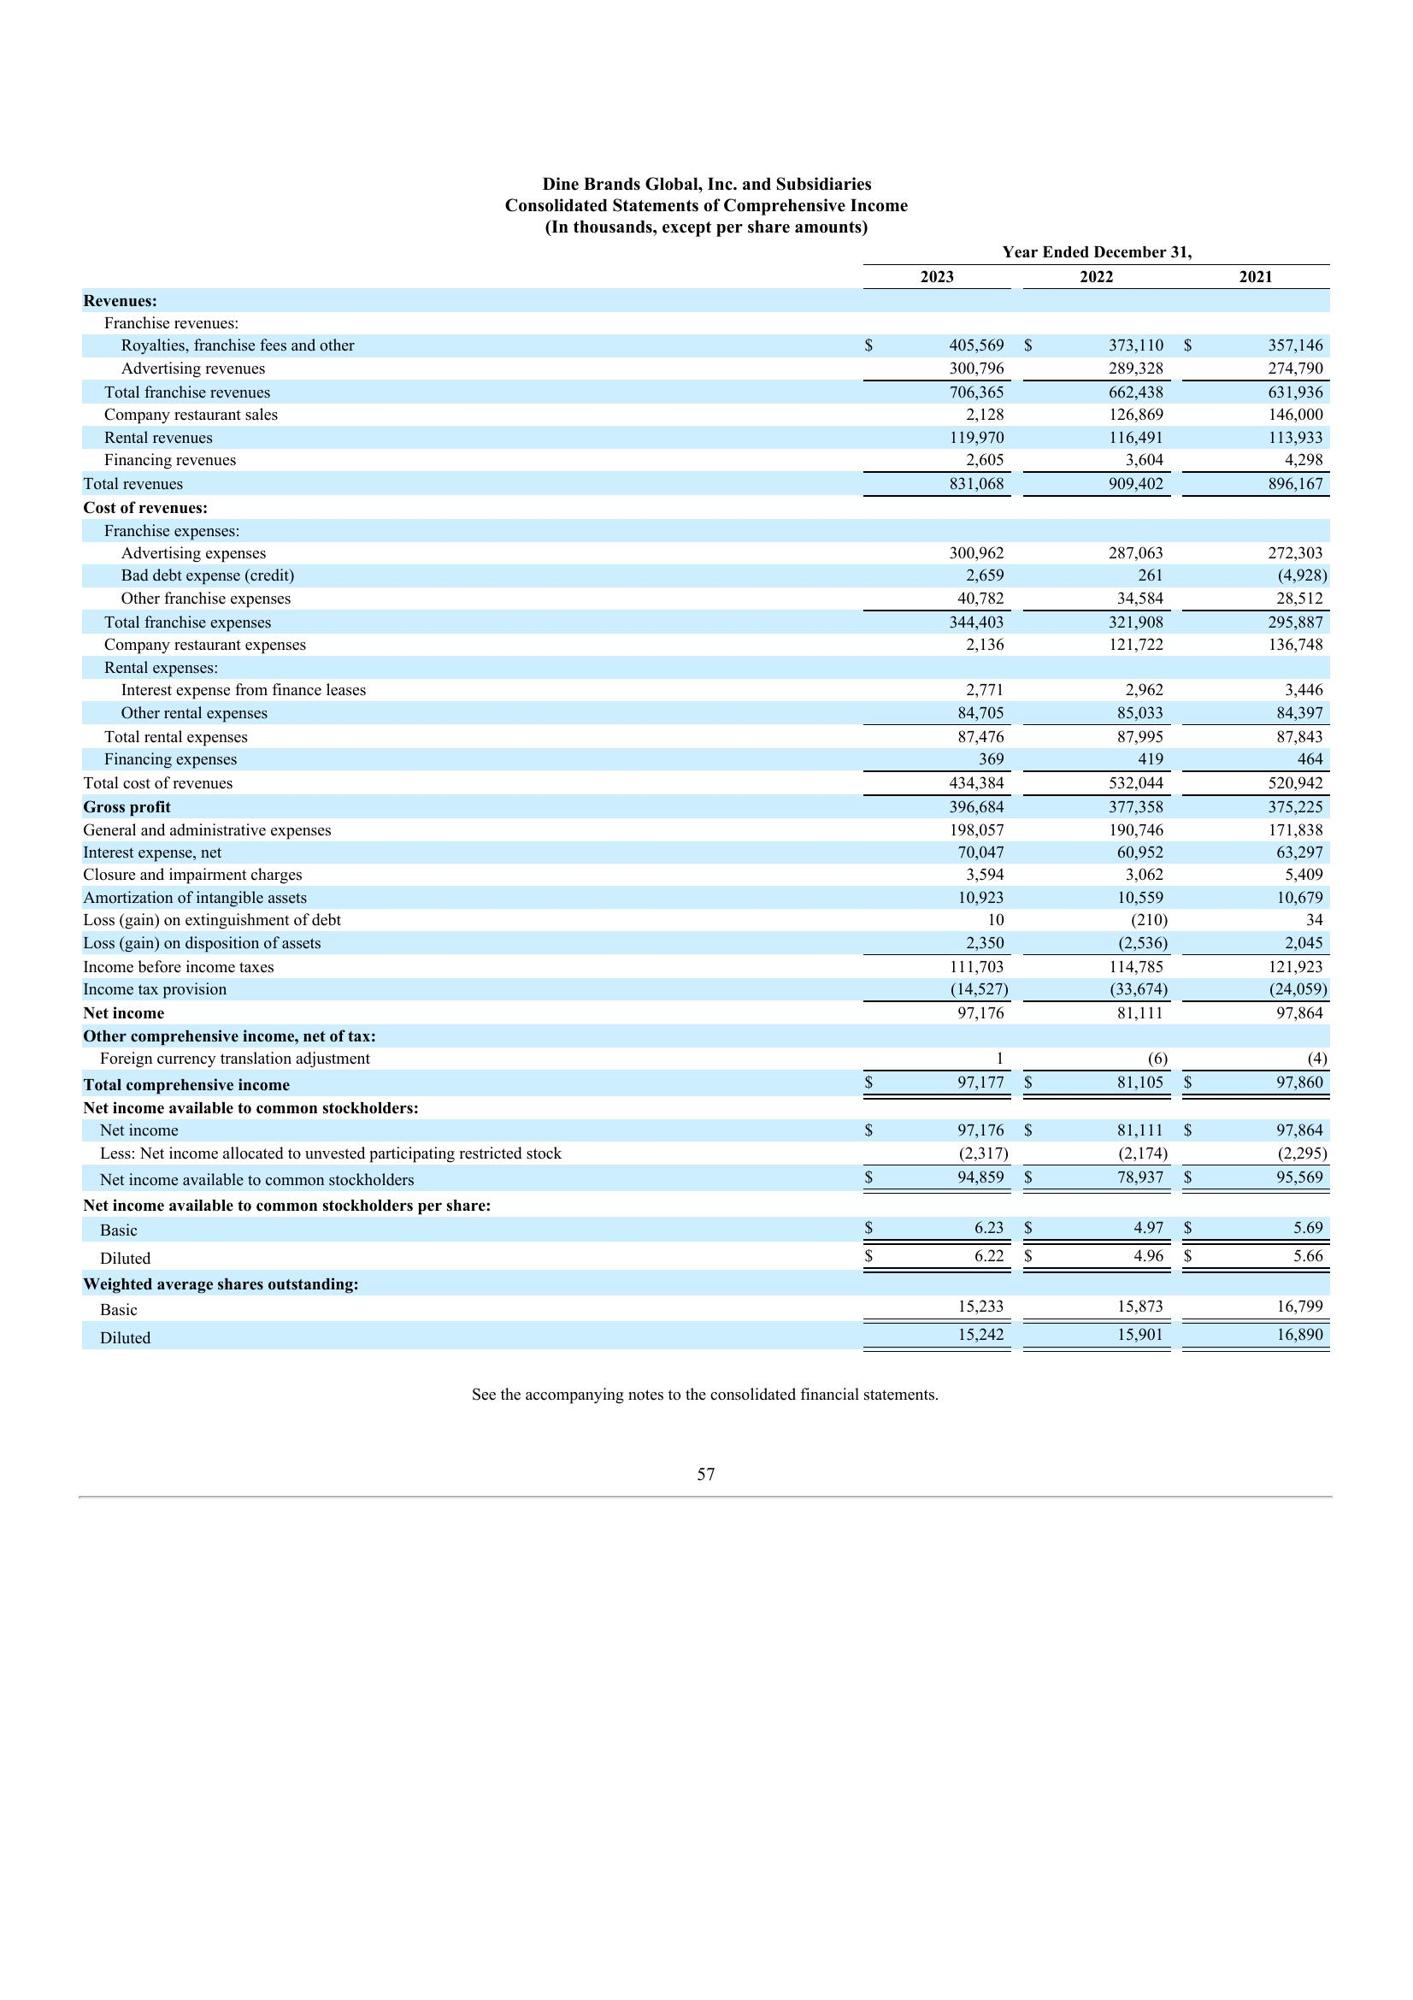 Dine Brands Global, Inc. and Subsidiaries
Consolidated Statements of Comprehensive Income
(In thousands, except per share amounts)
Year Ended December 31,
2023 2022 2021
Revenues:
Franchise revenues:
Royalties, franchise fees and other $ 405,569 $ 373,110 $ 357,146
Advertising revenues 300,796 289,328 274,790
Total franchise revenues 706,365 662,438 631,936
Company restaurant sales 2,128 126,869 146,000
Rental revenues 119,970 116,491 113,933
Financing revenues 2,605 3,604 4,298
Total revenues 831,068 909,402 896,167
Cost of revenues:
Franchise expenses:
Advertising expenses 300,962 287,063 272,303
Bad debt expense (credit) 2,659 261 (4,928)
Other franchise expenses 40,782 34,584 28,512
Total franchise expenses 344,403 321,908 295,887
Company restaurant expenses 2,136 121,722 136,748
Rental expenses:
Interest expense from finance leases 2,771 2,962 3,446
Other rental expenses 84,705 85,033 84,397
Total rental expenses 87,476 87,995 87,843
Financing expenses 369 419 464
Total cost of revenues 434,384 532,044 520,942
Gross profit 396,684 377,358 375,225
General and administrative expenses 198,057 190,746 171,838
Interest expense, net 70,047 60,952 63,297
Closure and impairment charges 3,594 3,062 5,409
Amortization of intangible assets 10,923 10,559 10,679
Loss (gain) on extinguishment of debt 10 (210) 34
Loss (gain) on disposition of assets 2,350 (2,536) 2,045
Income before income taxes 111,703 114,785 121,923
Income tax provision (14,527) (33,674) (24,059)
Net income 97,176 81,111 97,864
Other comprehensive income, net of tax:
Foreign currency translation adjustment 1 (6) (4)
Total comprehensive income $ 97,177 $ 81,105 $ 97,860
Net income available to common stockholders:
Net income $ 97,176 $ 81,111 $ 97,864
Less: Net income allocated to unvested participating restricted stock (2,317) (2,174) (2,295)
Net income available to common stockholders $ 94,859 $ 78,937 $ 95,569
Net income available to common stockholders per share:
Basic $ 6.23 $ 4.97 $ 5.69
Diluted $ 6.22 $ 4.96 $ 5.66
Weighted average shares outstanding:
Basic 15,233 15,873 16,799
Diluted 15,242 15,901 16,890
See the accompanying notes to the consolidated financial statements.
57